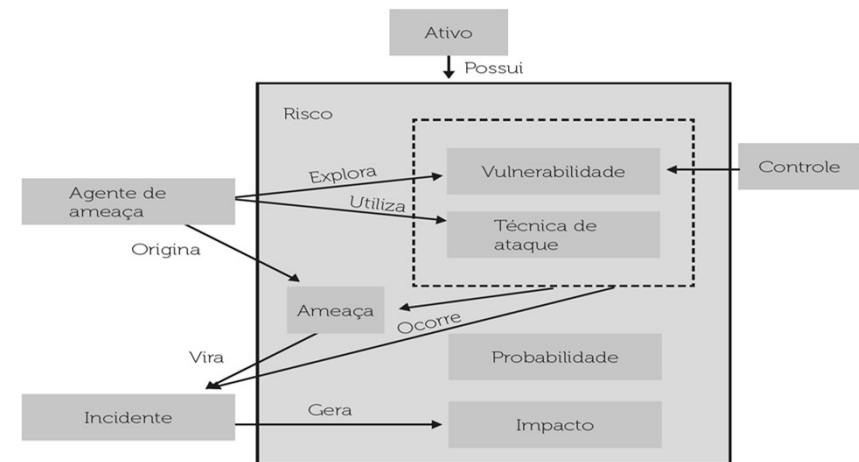 Ativo
Possui
Risco
Explora
Vulnerabilidade
Controle
Agente de
ameaça
Utiliza
Técnica de
ataque
Origina
Ameaça
Ocorre
Vira
Probabilidade
Incidente
Gera
Impacto